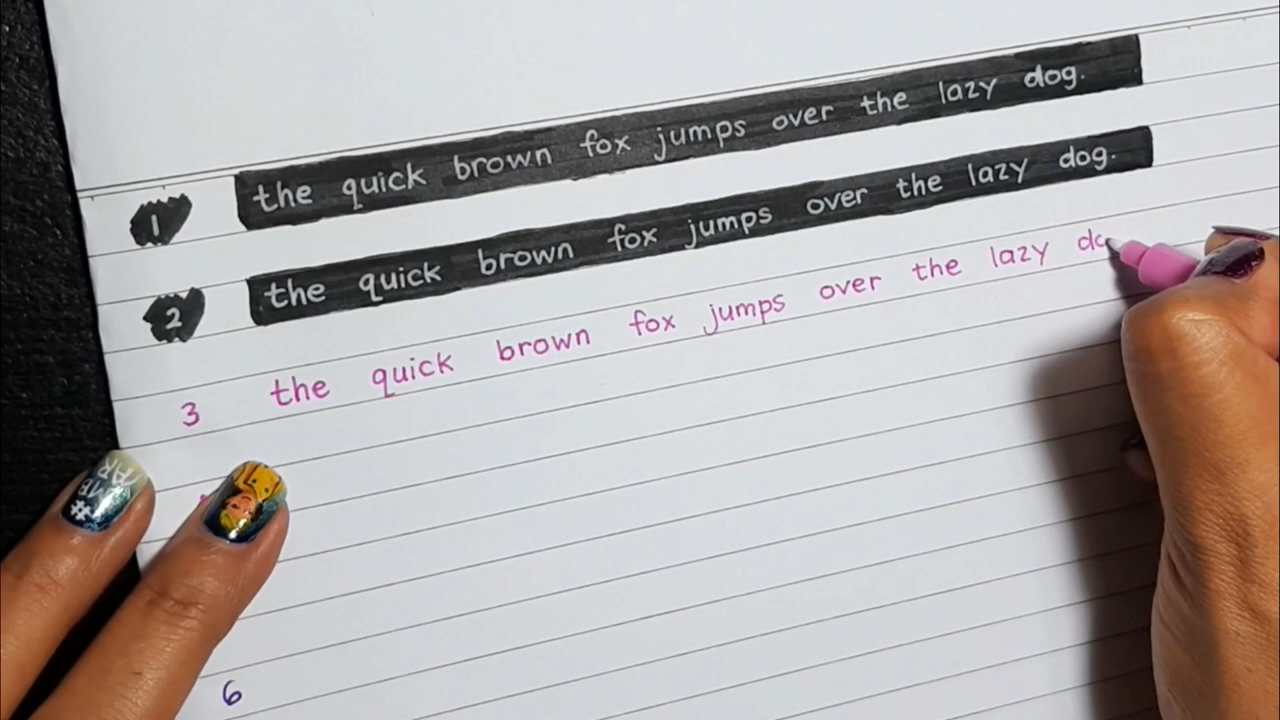 1 the quick brown fox jumps over the lazy dog.
2 the quick brown fox jumps over the lazy dog.
3 the quick brown fox jumps over the lazy do
6